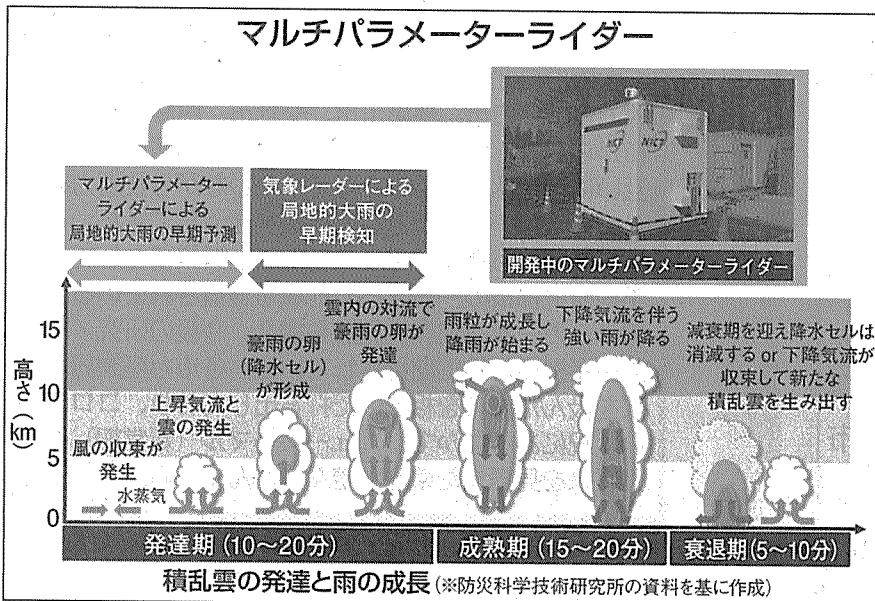 マルチパラメーターライダー
マルチパラメーター
ライダーによる
局地的大雨の早期予測
気象レーダーによる
局地的大雨の
早期検知
NICT
NICT
開発中のマルチパラメーターライダー
高さ(km)
15
10
5
0
風の収束が
発生
水蒸気
上昇気流と
雲の発生
豪雨の卵
(降水セル)
が形成
雲内の対流で
豪雨の卵が
発達
雨粒が成長し
降雨が始まる
下降気流を伴う
強い雨が降る
減衰期を迎え降水セルは
消滅する or 下降気流が
収束して新たな
積乱雲を生み出す
発達期(10〜20分)
成熟期(15〜20分)
衰退期(5〜10分)
積乱雲の発達と雨の成長(※防災科学技術研究所の資料を基に作成)